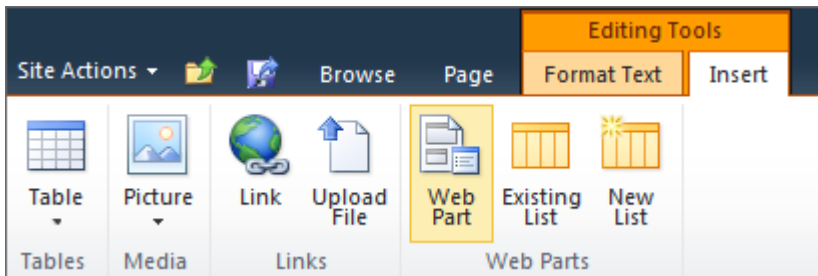 Editing Tools
Site Actions Browse Page Format Text Insert
Table Picture Link Upload File Web Part Existing List New List
Tables Media Links Web Parts